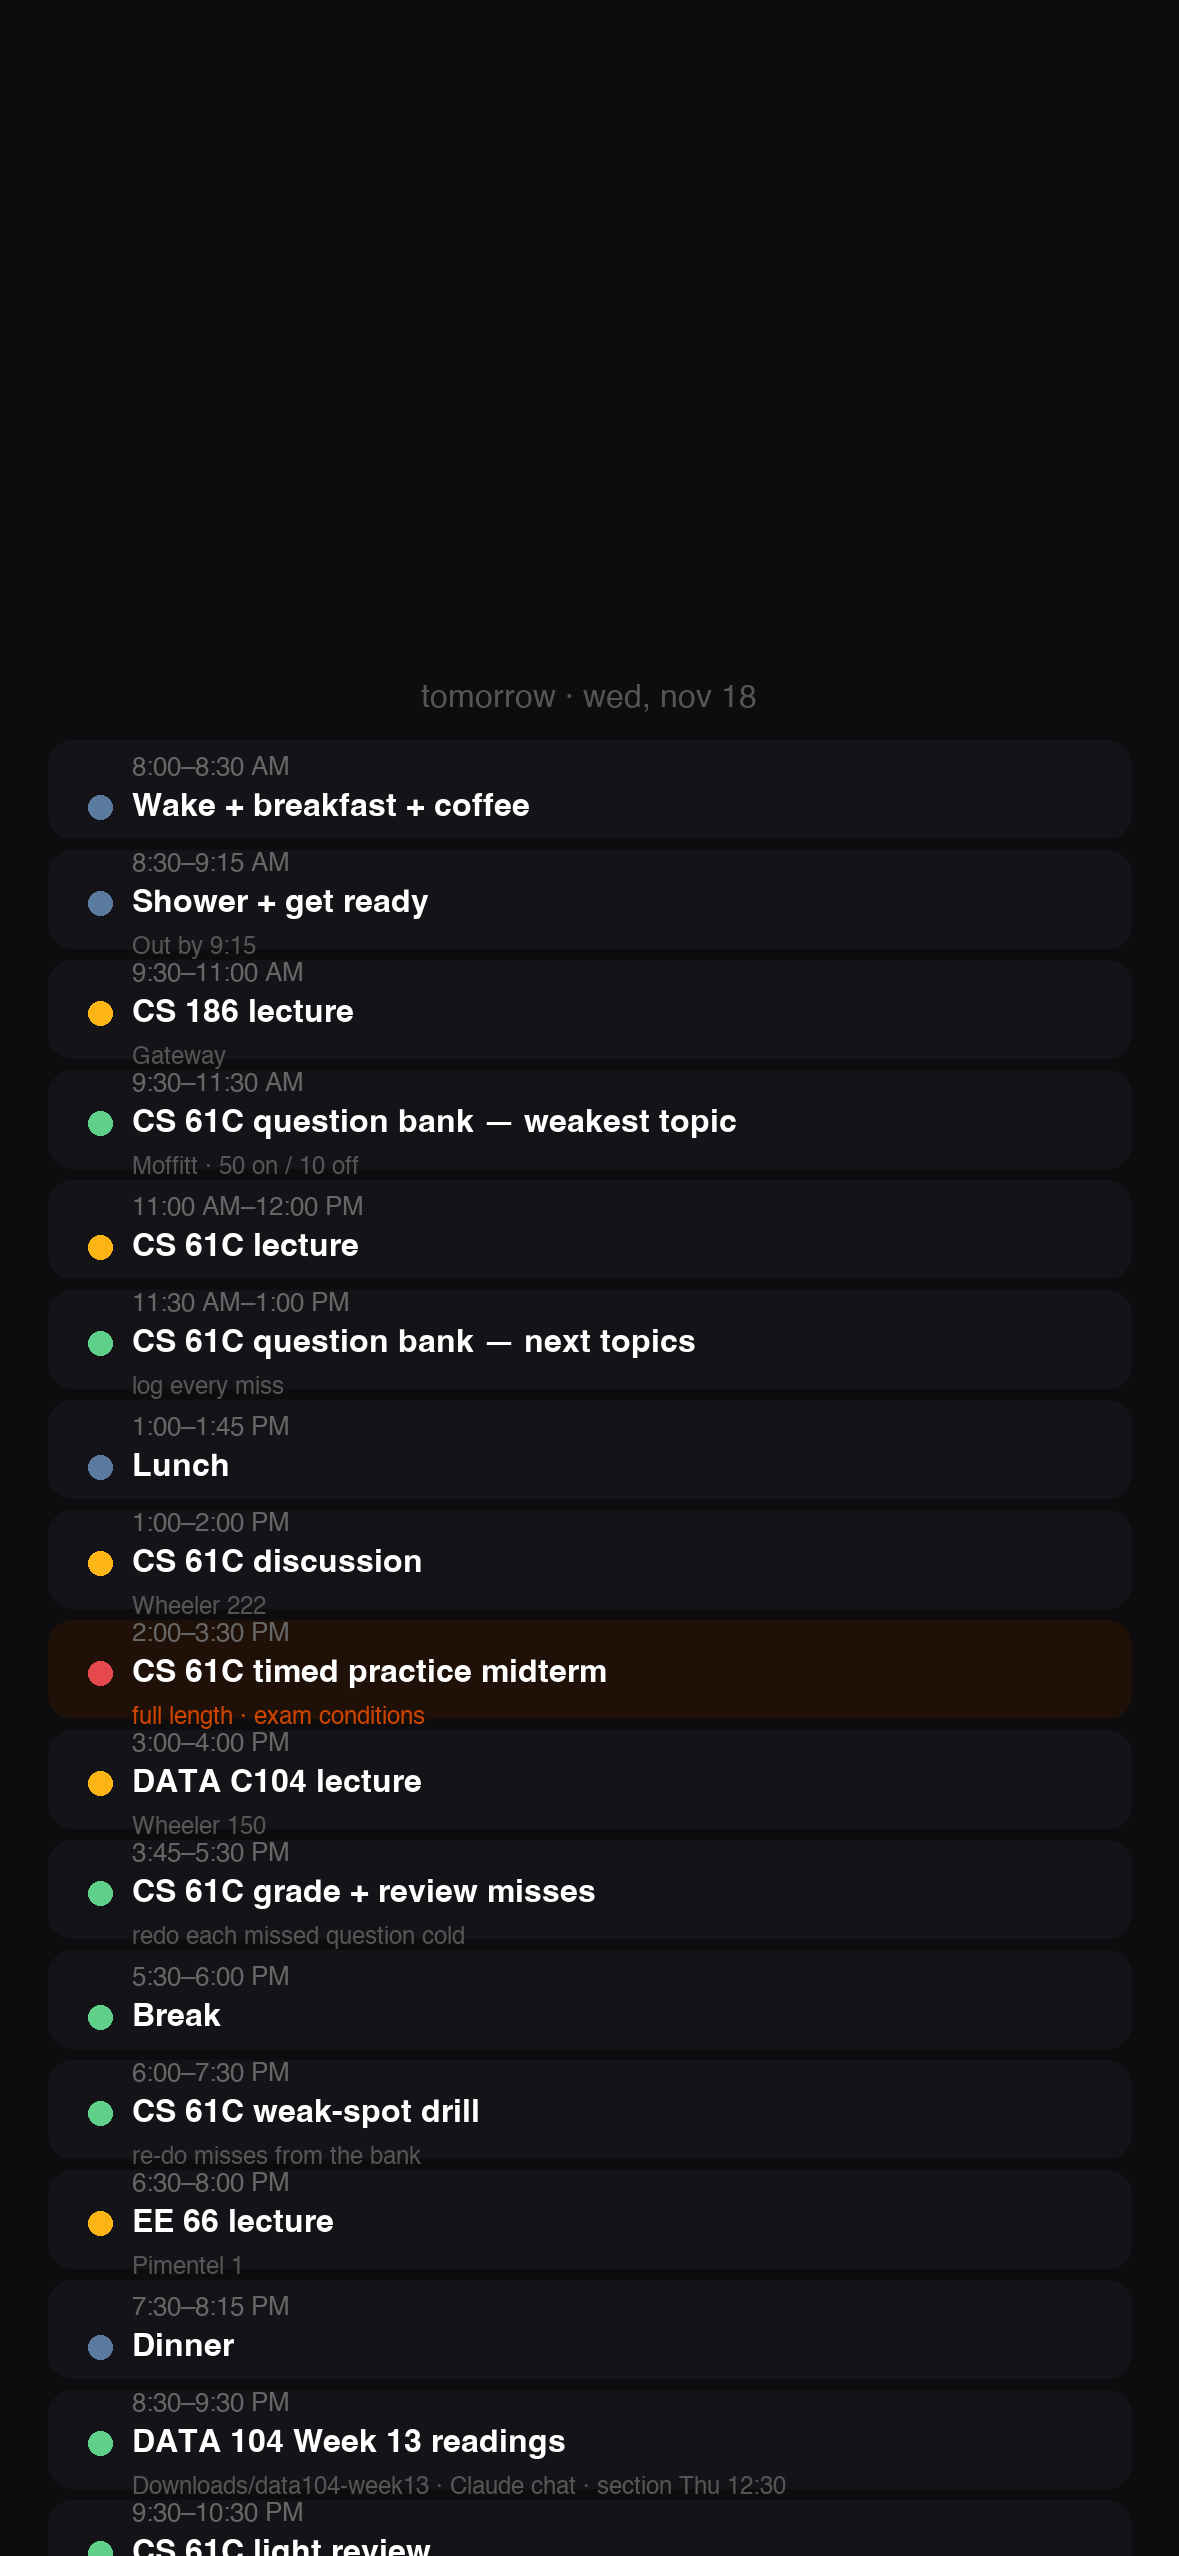 tomorrow · wed, nov 18
8:00–8:30 AM
Wake + breakfast + coffee
8:30–9:15 AM
Shower + get ready
Out by 9:15
9:30–11:00 AM
CS 186 lecture
Gateway
9:30–11:30 AM
CS 61C question bank — weakest topic
Moffitt · 50 on / 10 off
11:00 AM–12:00 PM
CS 61C lecture
11:30 AM–1:00 PM
CS 61C question bank — next topics
log every miss
1:00–1:45 PM
Lunch
1:00–2:00 PM
CS 61C discussion
Wheeler 222
2:00–3:30 PM
CS 61C timed practice midterm
full length · exam conditions
3:00–4:00 PM
DATA C104 lecture
Wheeler 150
3:45–5:30 PM
CS 61C grade + review misses
redo each missed question cold
5:30–6:00 PM
Break
6:00–7:30 PM
CS 61C weak-spot drill
re-do misses from the bank
6:30–8:00 PM
EE 66 lecture
Pimentel 1
7:30–8:15 PM
Dinner
8:30–9:30 PM
DATA 104 Week 13 readings
Downloads/data104-week13 · Claude chat · section Thu 12:30
9:30–10:30 PM
CS 61C light review